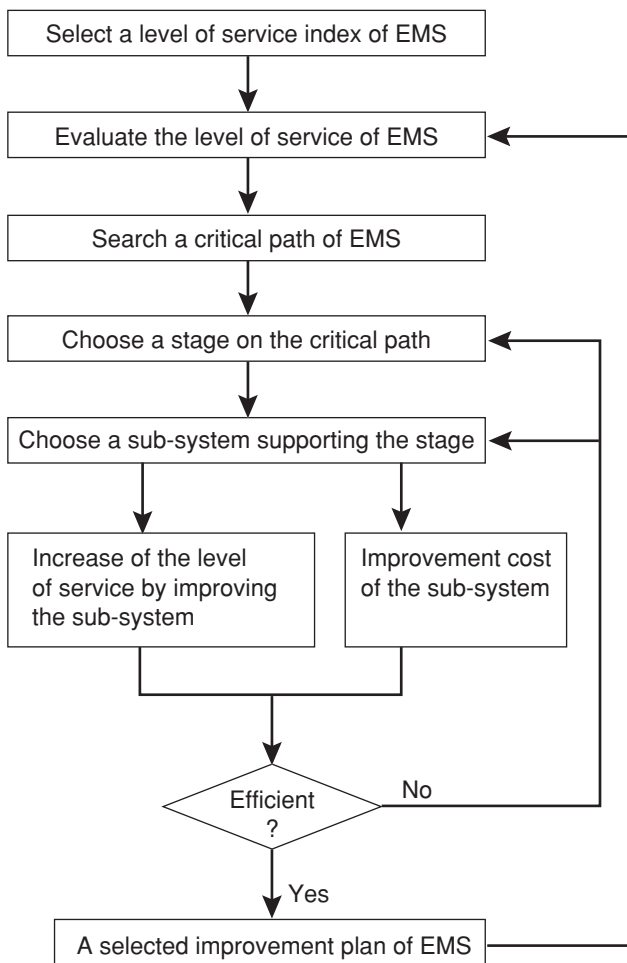 Select a level of service index of EMS
Evaluate the level of service of EMS
Search a critical path of EMS
Choose a stage on the critical path
Choose a sub-system supporting the stage
Increase of the level
of service by improving
the sub-system
Improvement cost
of the sub-system
Efficient
?
No
Yes
A selected improvement plan of EMS